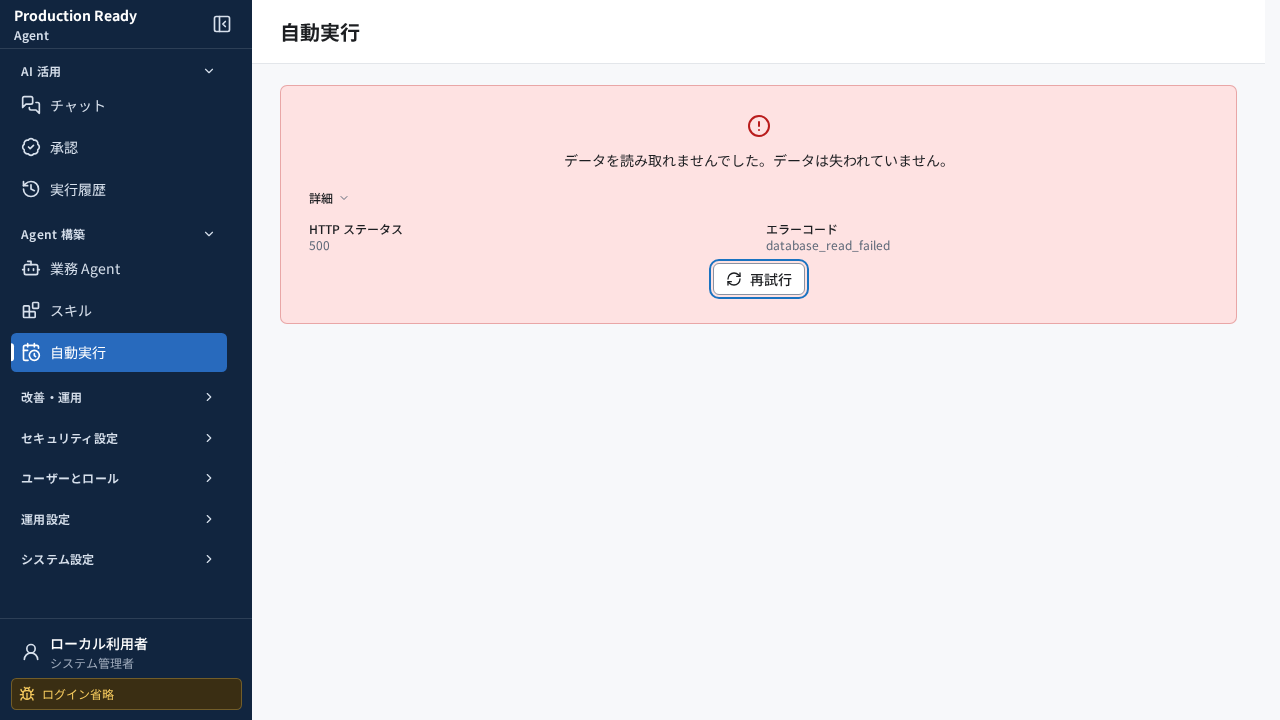 Production Ready
Agent
AI 活用
チャット
承認
実行履歴
Agent 構築
業務 Agent
スキル
自動実行
改善・運用
セキュリティ設定
ユーザーとロール
運用設定
システム設定
ローカル利用者
システム管理者
ログイン省略
自動実行
データを読み取れませんでした。データは失われていません。
詳細
HTTP ステータス
500
エラーコード
database_read_failed
再試行